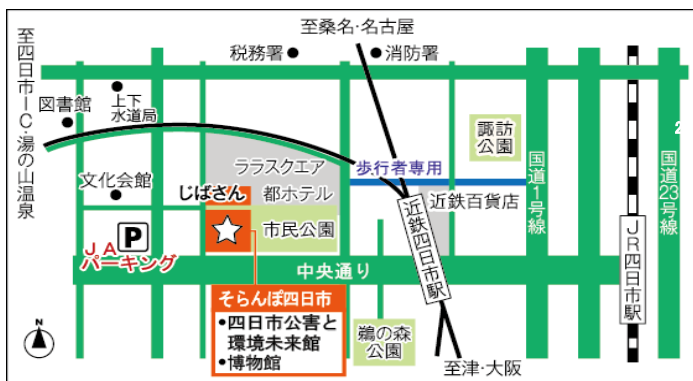 至桑名・名古屋
税務署
消防署
至四日市IC・湯の山温泉
図書館
上下
水道局
諏訪
公園
歩行者専用
ララスクエア
文化会館
じばさん
都ホテル
近鉄百貨店
国道1号線
国道23号線
JR四日市駅
近鉄四日市駅
市民公園
P
JA
パーキング
中央通り
そらんぽ四日市
•四日市公害と
環境未来館
•博物館
鵜の森
公園
至津・大阪
N
2